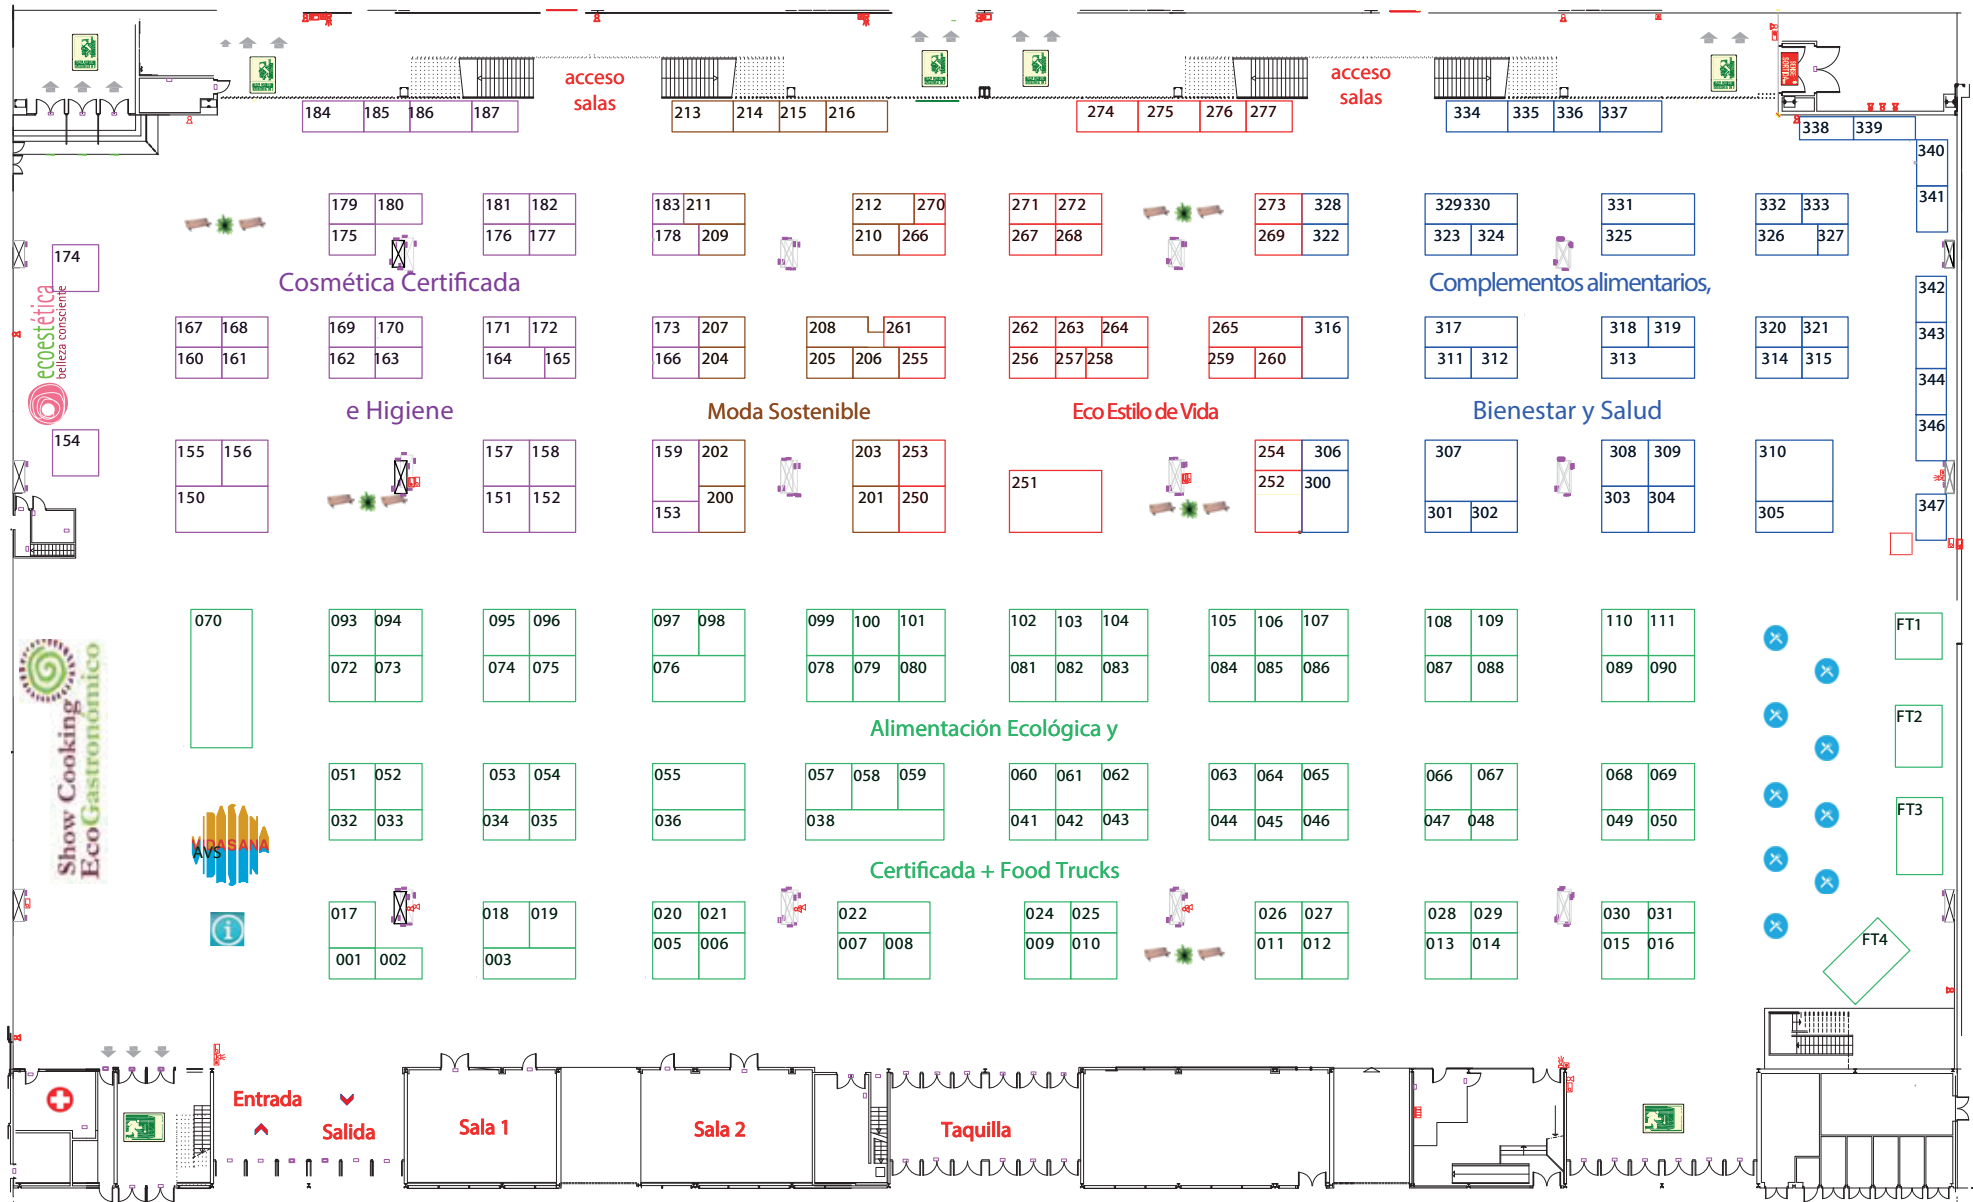 acceso
salas
acceso
salas
184 185 186 187
213 214 215 216
274 275 276 277
334 335 336 337
338 339
340
341
179 180
181 182
183 211
212 270
271 272
273 328
329 330
331
332 333
175
176 177
178 209
210 266
267 268
269 322
323 324
325
326 327
174
Cosmética Certificada
Complementos alimentarios,
342
343
344
346
347
167 168
169 170
171 172
173 207
208 261
262 263 264
265 316
317
318 319
320 321
160 161
162 163
164 165
166 204
205 206 255
256 257 258
259 260
311 312
313
314 315
ecoestética
belleza consciente
e Higiene
Moda Sostenible
Eco Estilo de Vida
Bienestar y Salud
154
155 156
157 158
159 202
203 253
251
254 306
307
308 309
310
150
151 152
153 200
201 250
252 300
301 302
303 304
305
070
093 094
095 096
097 098
099 100 101
102 103 104
105 106 107
108 109
110 111
FT1
072 073
074 075
076
078 079 080
081 082 083
084 085 086
087 088
089 090
FT2
Show Cooking
EcoGastronómico
Alimentación Ecológica y
051 052
053 054
055
057 058 059
060 061 062
063 064 065
066 067
068 069
FT3
032 033
034 035
036
038
041 042 043
044 045 046
047 048
049 050
VIDASANA
AVS
Certificada + Food Trucks
017
018 019
020 021
022
024 025
026 027
028 029
030 031
FT4
001 002
003
005 006
007 008
009 010
011 012
013 014
015 016
Entrada
Salida
Sala 1
Sala 2
Taquilla